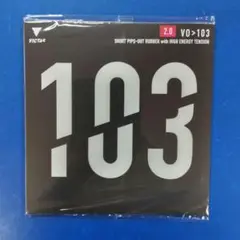 VICTAS
2.0
VO>103
SHORT PIPS-OUT RUBBER with HIGH ENERGY TENSION
103